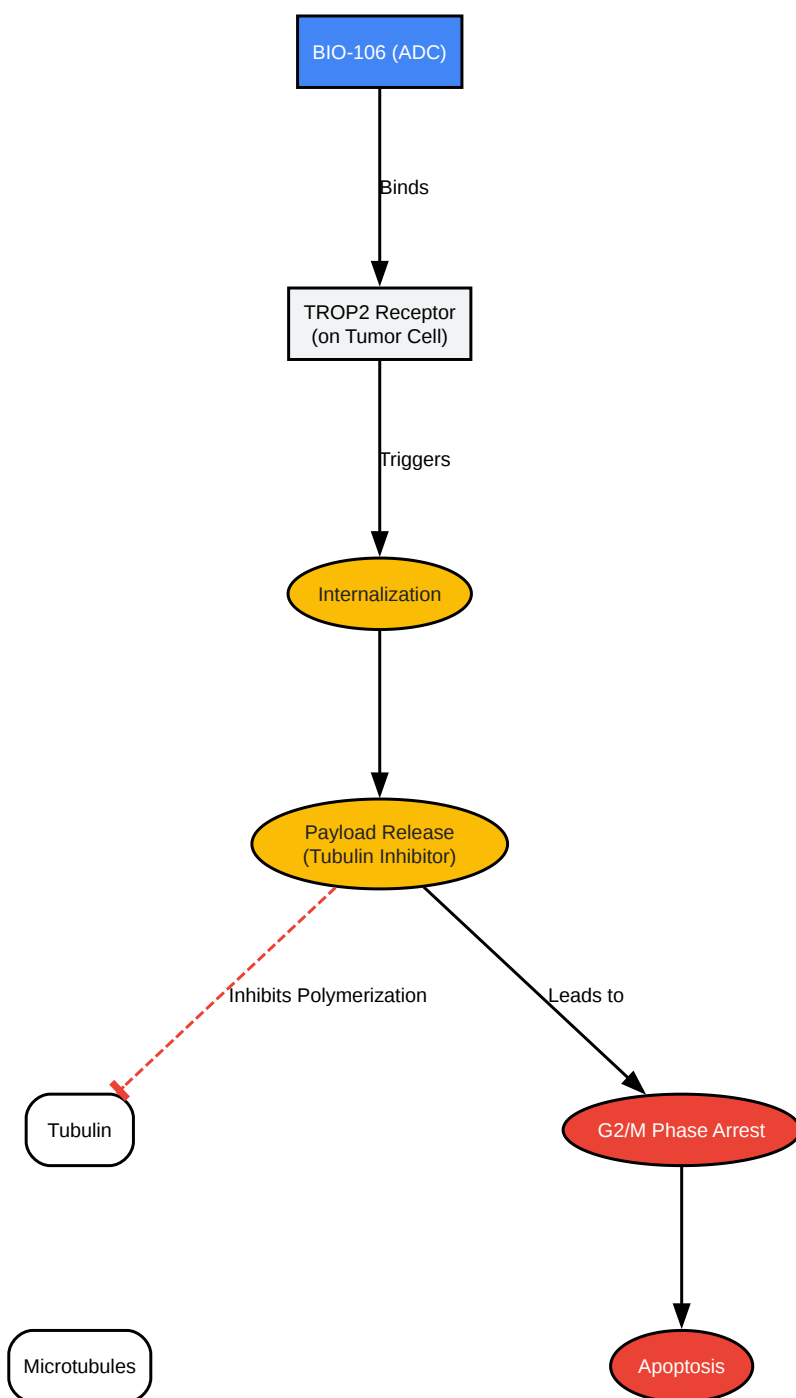 BIO-106 (ADC)
Binds
TROP2 Receptor
(on Tumor Cell)
Triggers
Internalization
Payload Release
(Tubulin Inhibitor)
Inhibits Polymerization
Leads to
Tubulin
G2/M Phase Arrest
Microtubules
Apoptosis